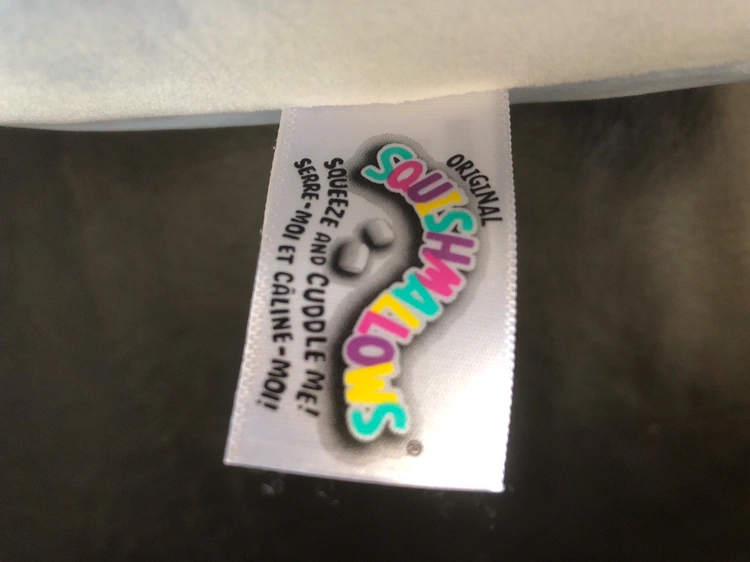 ORIGINAL
SQUISHMALLOWS®
SQUEEZE AND CUDDLE ME!
SERRE-MOI ET CÂLINE-MOI!